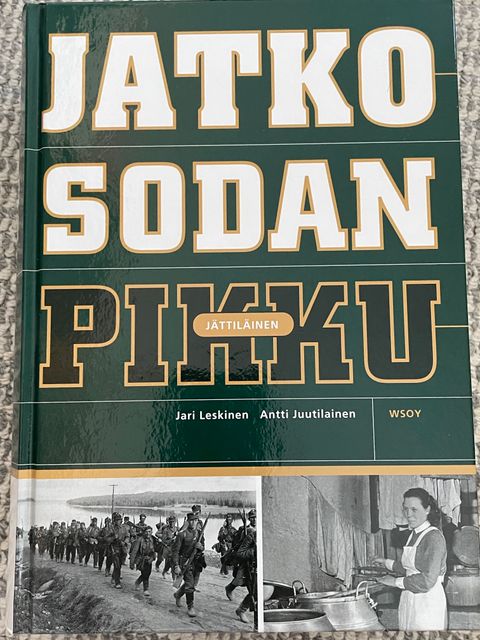 JATKO
SODAN
PIKKU
JÄTTILÄINEN
Jari Leskinen Antti Juutilainen WSOY